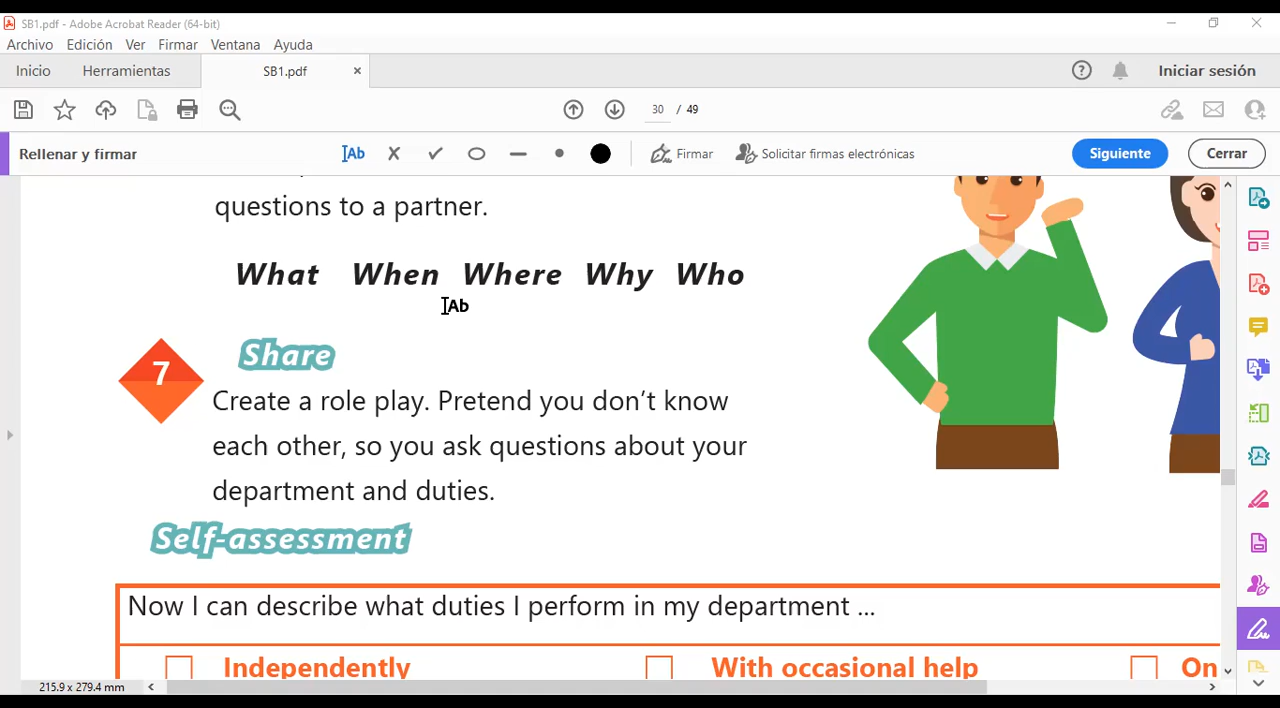 SB1.pdf - Adobe Acrobat Reader (64-bit)
Archivo Edición Ver Firmar Ventana Ayuda
Inicio Herramientas SB1.pdf × ? Iniciar sesión
30 / 49
Rellenar y firmar Ab Firmar Solicitar firmas electrónicas Siguiente Cerrar
questions to a partner.
What When Where Why Who
Ab
Share
7
Create a role play. Pretend you don’t know
each other, so you ask questions about your
department and duties.
Self-assessment
Now I can describe what duties I perform in my department ...
Independently With occasional help On
215.9 x 279.4 mm